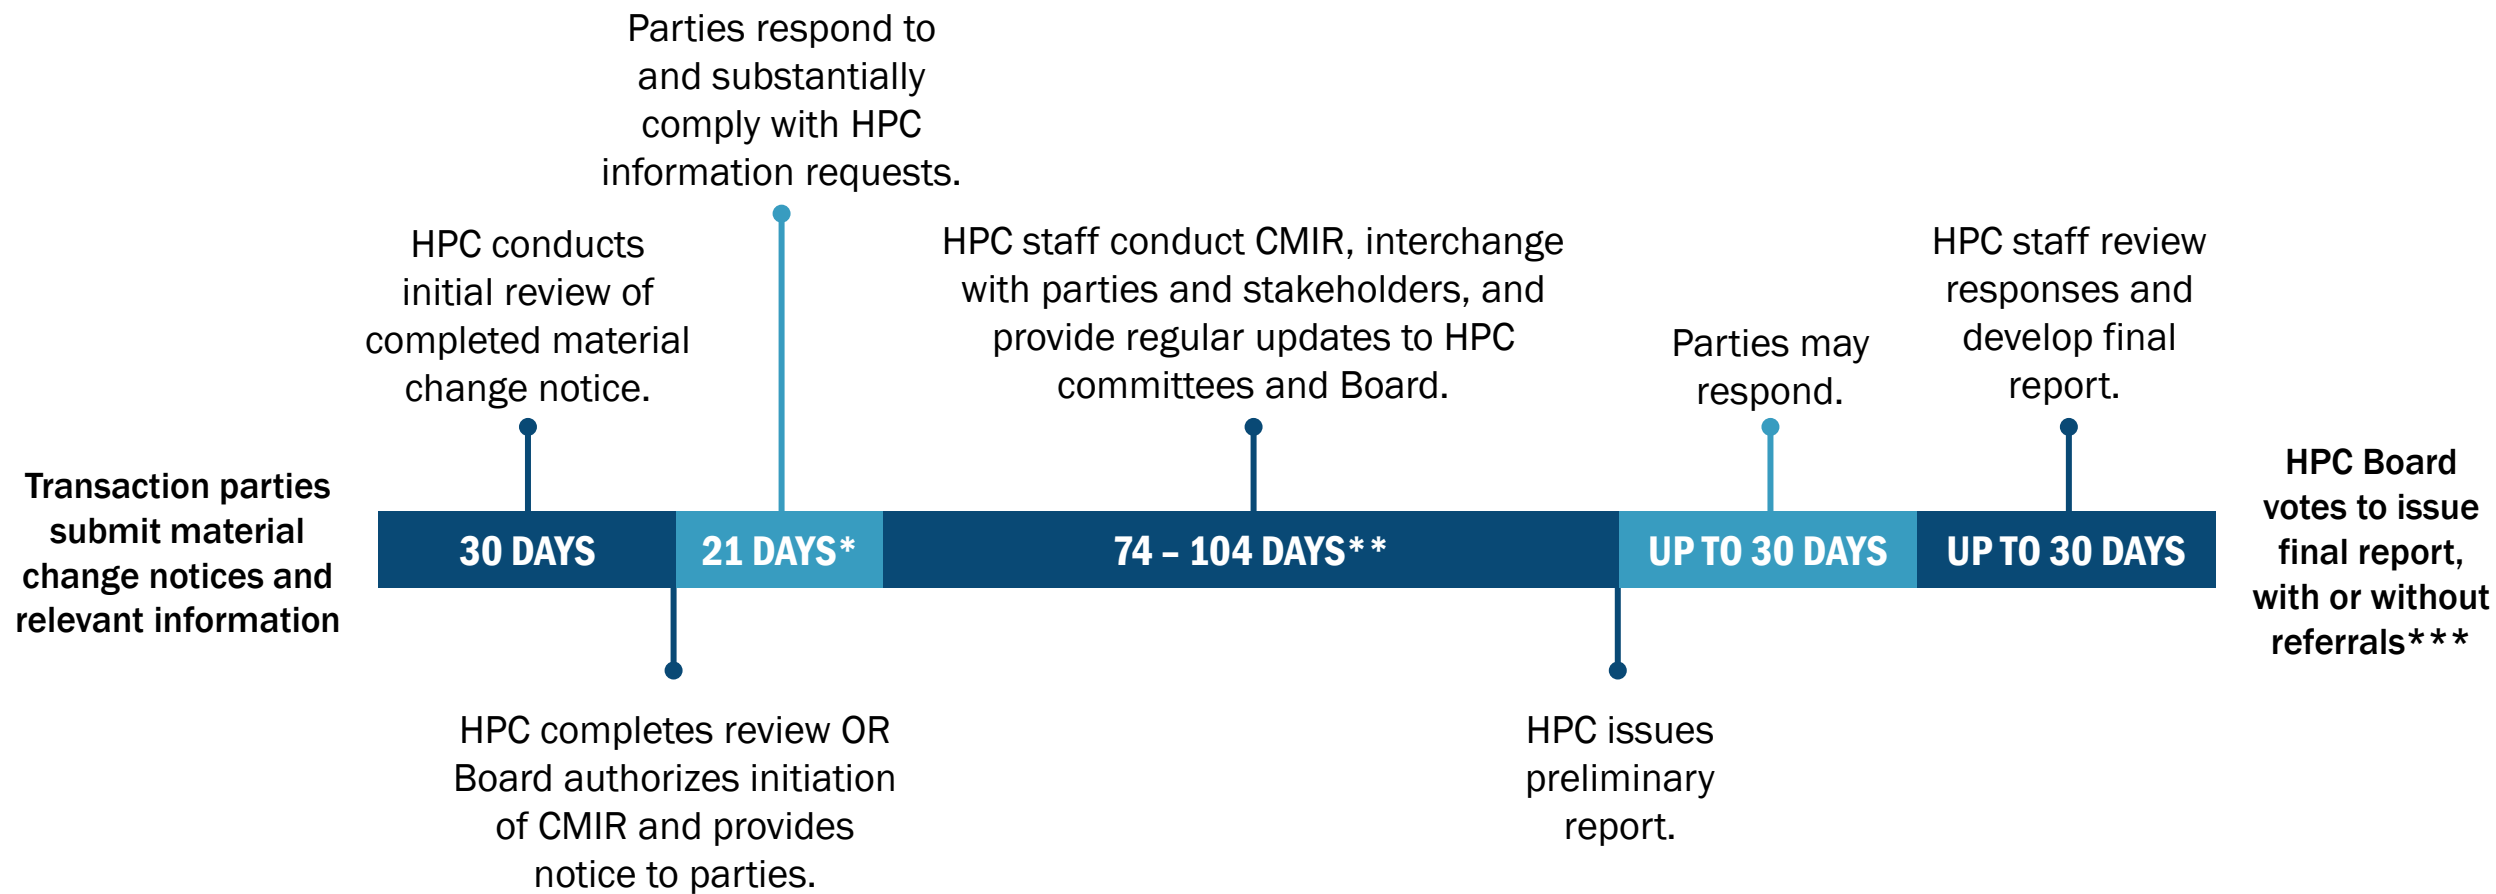 Parties respond to
and substantially
comply with HPC
information requests.
HPC conducts
initial review of
completed material
change notice.
HPC staff conduct CMIR, interchange
with parties and stakeholders, and
provide regular updates to HPC
committees and Board.
Parties may
respond.
HPC staff review
responses and
develop final
report.
Transaction parties
submit material
change notices and
relevant information
30 DAYS
21 DAYS*
74 – 104 DAYS**
UP TO 30 DAYS
UP TO 30 DAYS
HPC Board
votes to issue
final report,
with or without
referrals***
HPC completes review OR
Board authorizes initiation
of CMIR and provides
notice to parties.
HPC issues
preliminary
report.